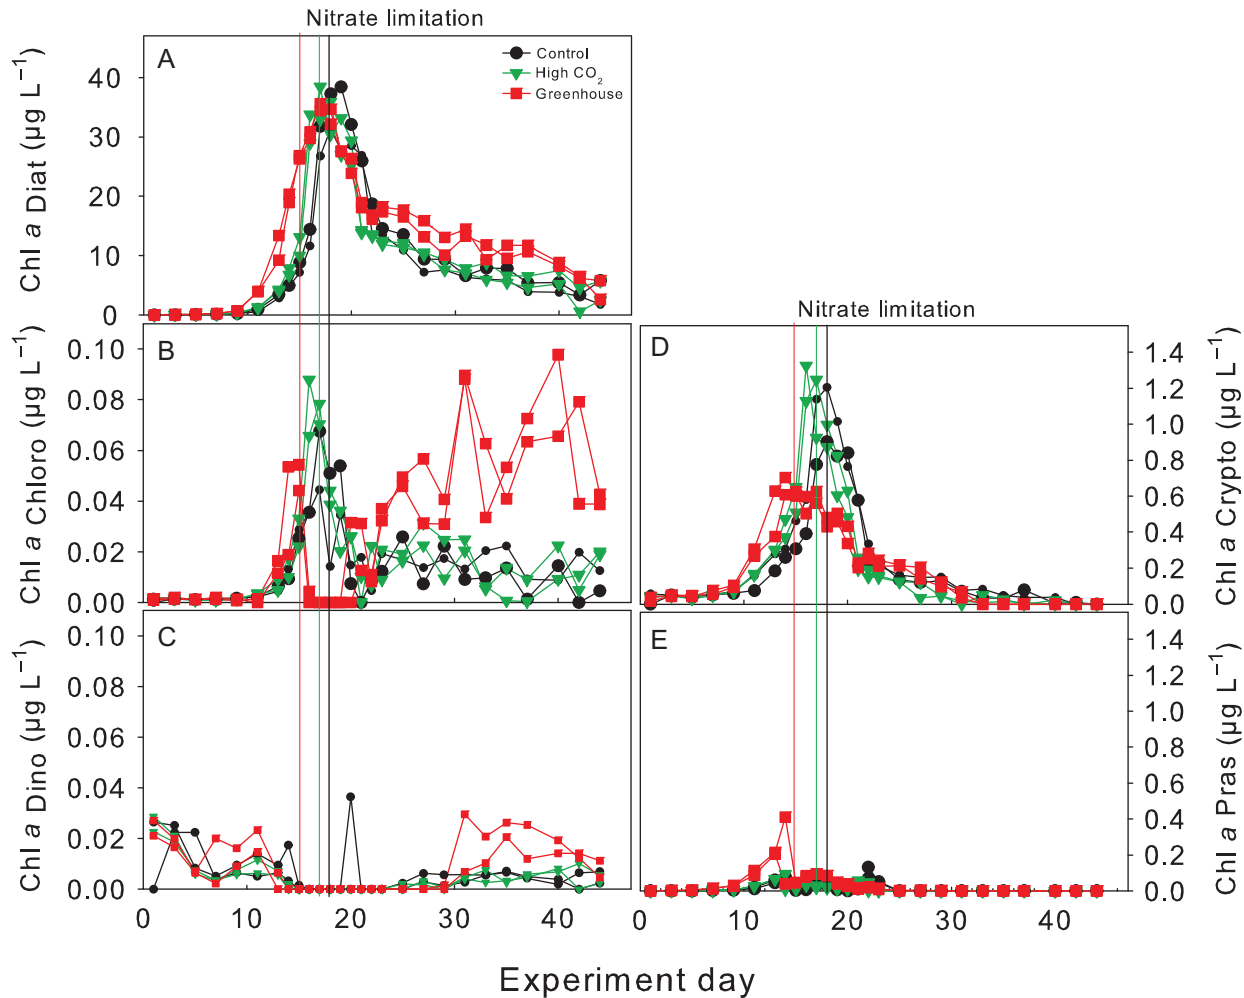 Nitrate limitation
A
Control
High CO2
Greenhouse
Chl a Diat (µg L−1)
40
30
20
10
0
B
Chl a Chloro (µg L−1)
0.10
0.08
0.06
0.04
0.02
0.00
C
Chl a Dino (µg L−1)
0.10
0.08
0.06
0.04
0.02
0.00
0 10 20 30 40
Nitrate limitation
D
Chl a Crypto (µg L−1)
1.4
1.2
1.0
0.8
0.6
0.4
0.2
0.0
E
Chl a Pras (µg L−1)
1.4
1.2
1.0
0.8
0.6
0.4
0.2
0.0
0 10 20 30 40
Experiment day